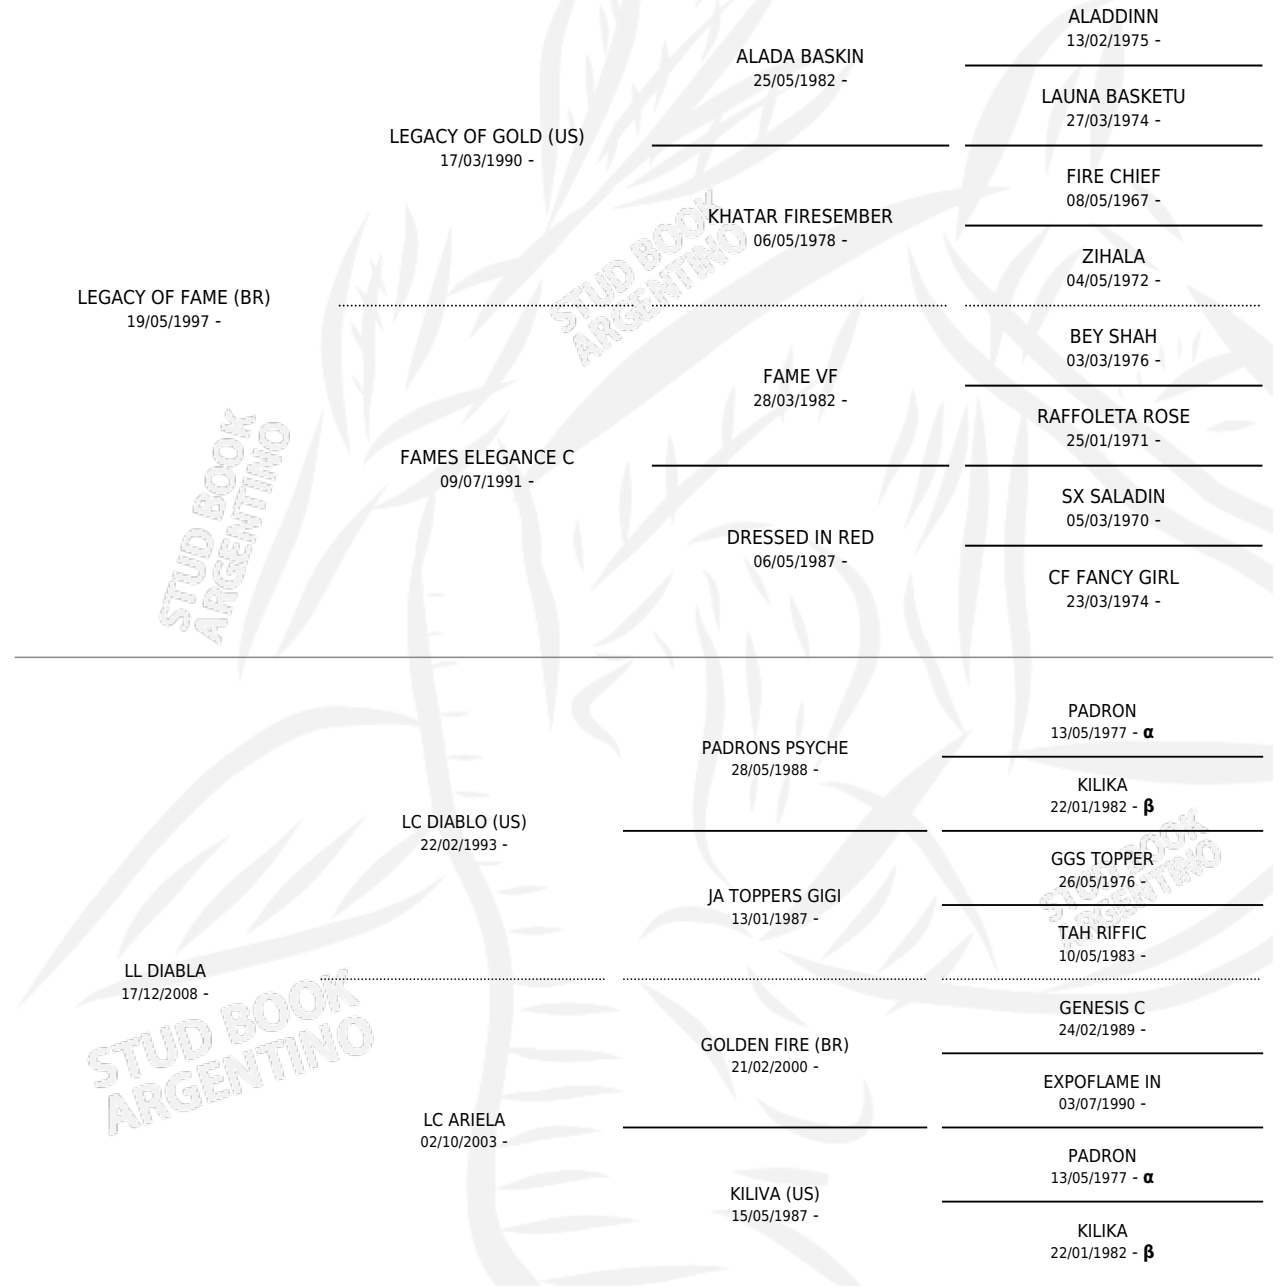 ALADDINN
13/02/1975 -
ALADA BASKIN
25/05/1982 -
LAUNA BASKETU
27/03/1974 -
LEGACY OF GOLD (US)
17/03/1990 -
FIRE CHIEF
08/05/1967 -
KHATAR FIRESEMBER
06/05/1978 -
ZIHALA
04/05/1972 -
LEGACY OF FAME (BR)
19/05/1997 -
BEY SHAH
03/03/1976 -
FAME VF
28/03/1982 -
RAFFOLETA ROSE
25/01/1971 -
FAMES ELEGANCE C
09/07/1991 -
SX SALADIN
05/03/1970 -
DRESSED IN RED
06/05/1987 -
CF FANCY GIRL
23/03/1974 -
STUD BOOK
ARGENTINO
STUD BOOK
ARGENTINO
PADRON
13/05/1977 - α
PADRONS PSYCHE
28/05/1988 -
KILIKA
22/01/1982 - β
LC DIABLO (US)
22/02/1993 -
GGS TOPPER
26/05/1976 -
JA TOPPERS GIGI
13/01/1987 -
TAH RIFFIC
10/05/1983 -
LL DIABLA
17/12/2008 -
GENESIS C
24/02/1989 -
GOLDEN FIRE (BR)
21/02/2000 -
EXPOFLAME IN
03/07/1990 -
LC ARIELA
02/10/2003 -
PADRON
13/05/1977 - α
KILIVA (US)
15/05/1987 -
KILIKA
22/01/1982 - β
STUD BOOK
ARGENTINO
STUD BOOK
ARGENTINO